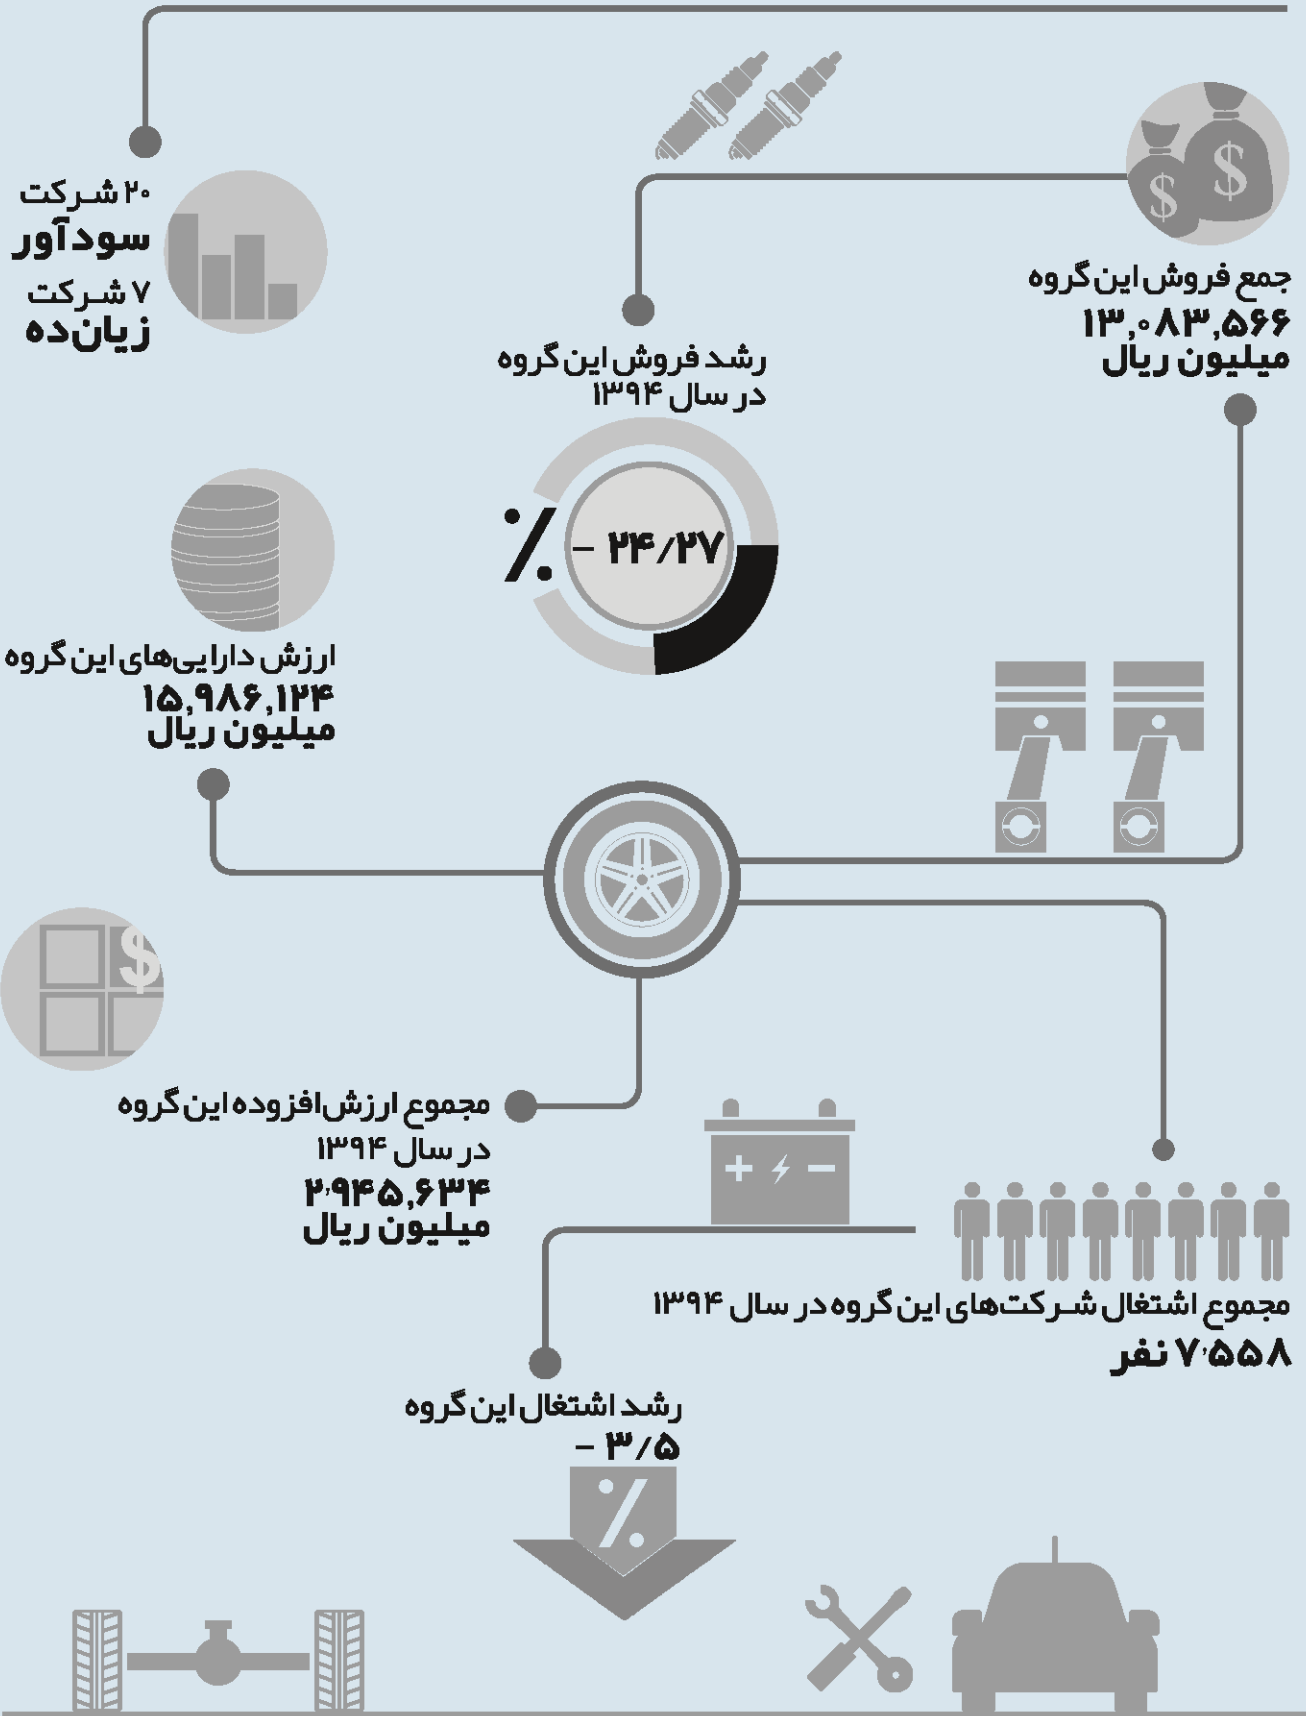 جمع فروش این گروه
۱۳,۰۸۳,۵۶۶
میلیون ریال
رشد فروش این گروه
در سال ۱۳۹۴
- ۲۴/۲۷
٪
۲۰ شرکت
سودآور
۷ شرکت
زیان‌ده
ارزش دارایی‌های این گروه
۱۵,۹۸۶,۱۲۴
میلیون ریال
مجموع ارزش‌افزوده این گروه
در سال ۱۳۹۴
۲,۹۴۵,۶۳۴
میلیون ریال
مجموع اشتغال شرکت‌های این گروه در سال ۱۳۹۴
۷,۵۵۸ نفر
رشد اشتغال این گروه
- ۳/۵
٪